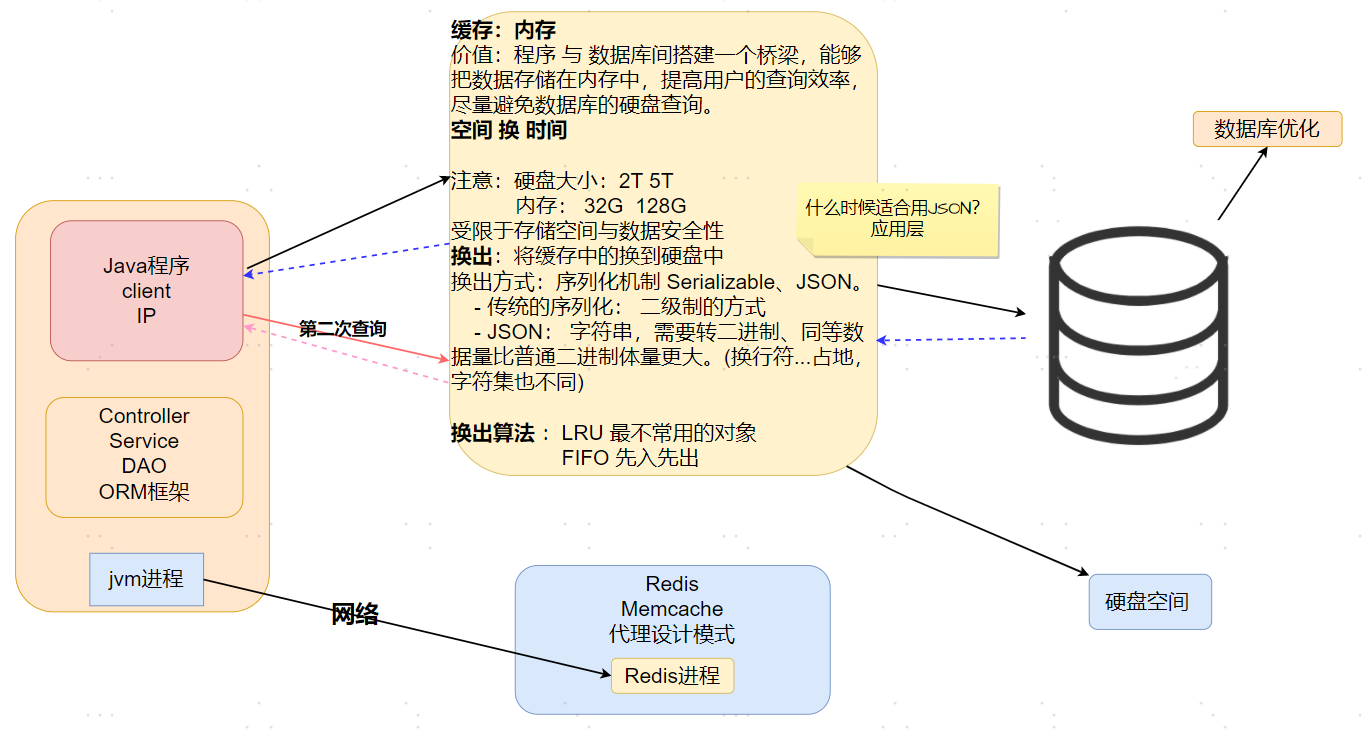 缓存：内存
价值：程序 与 数据库间搭建一个桥梁，能够
把数据存储在内存中，提高用户的查询效率，
尽量避免数据库的硬盘查询。
空间 换 时间
注意：硬盘大小：2T 5T
内存： 32G 128G
受限于存储空间与数据安全性
换出：将缓存中的换到硬盘中
换出方式：序列化机制 Serializable、JSON。
- 传统的序列化： 二级制的方式
- JSON： 字符串，需要转二进制、同等数
据量比普通二进制体量更大。(换行符...占地，
字符集也不同)
换出算法 ：LRU 最不常用的对象
FIFO 先入先出
什么时候适合用JSON?
应用层
数据库优化
Java程序
client
IP
第二次查询
Controller
Service
DAO
ORM框架
jvm进程
网络
Redis
Memcache
代理设计模式
Redis进程
硬盘空间